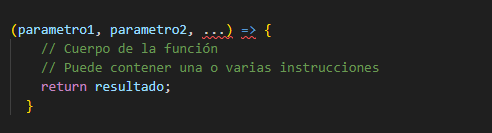 (parametro1, parametro2, ...) => {
// Cuerpo de la función
// Puede contener una o varias instrucciones
return resultado;
}